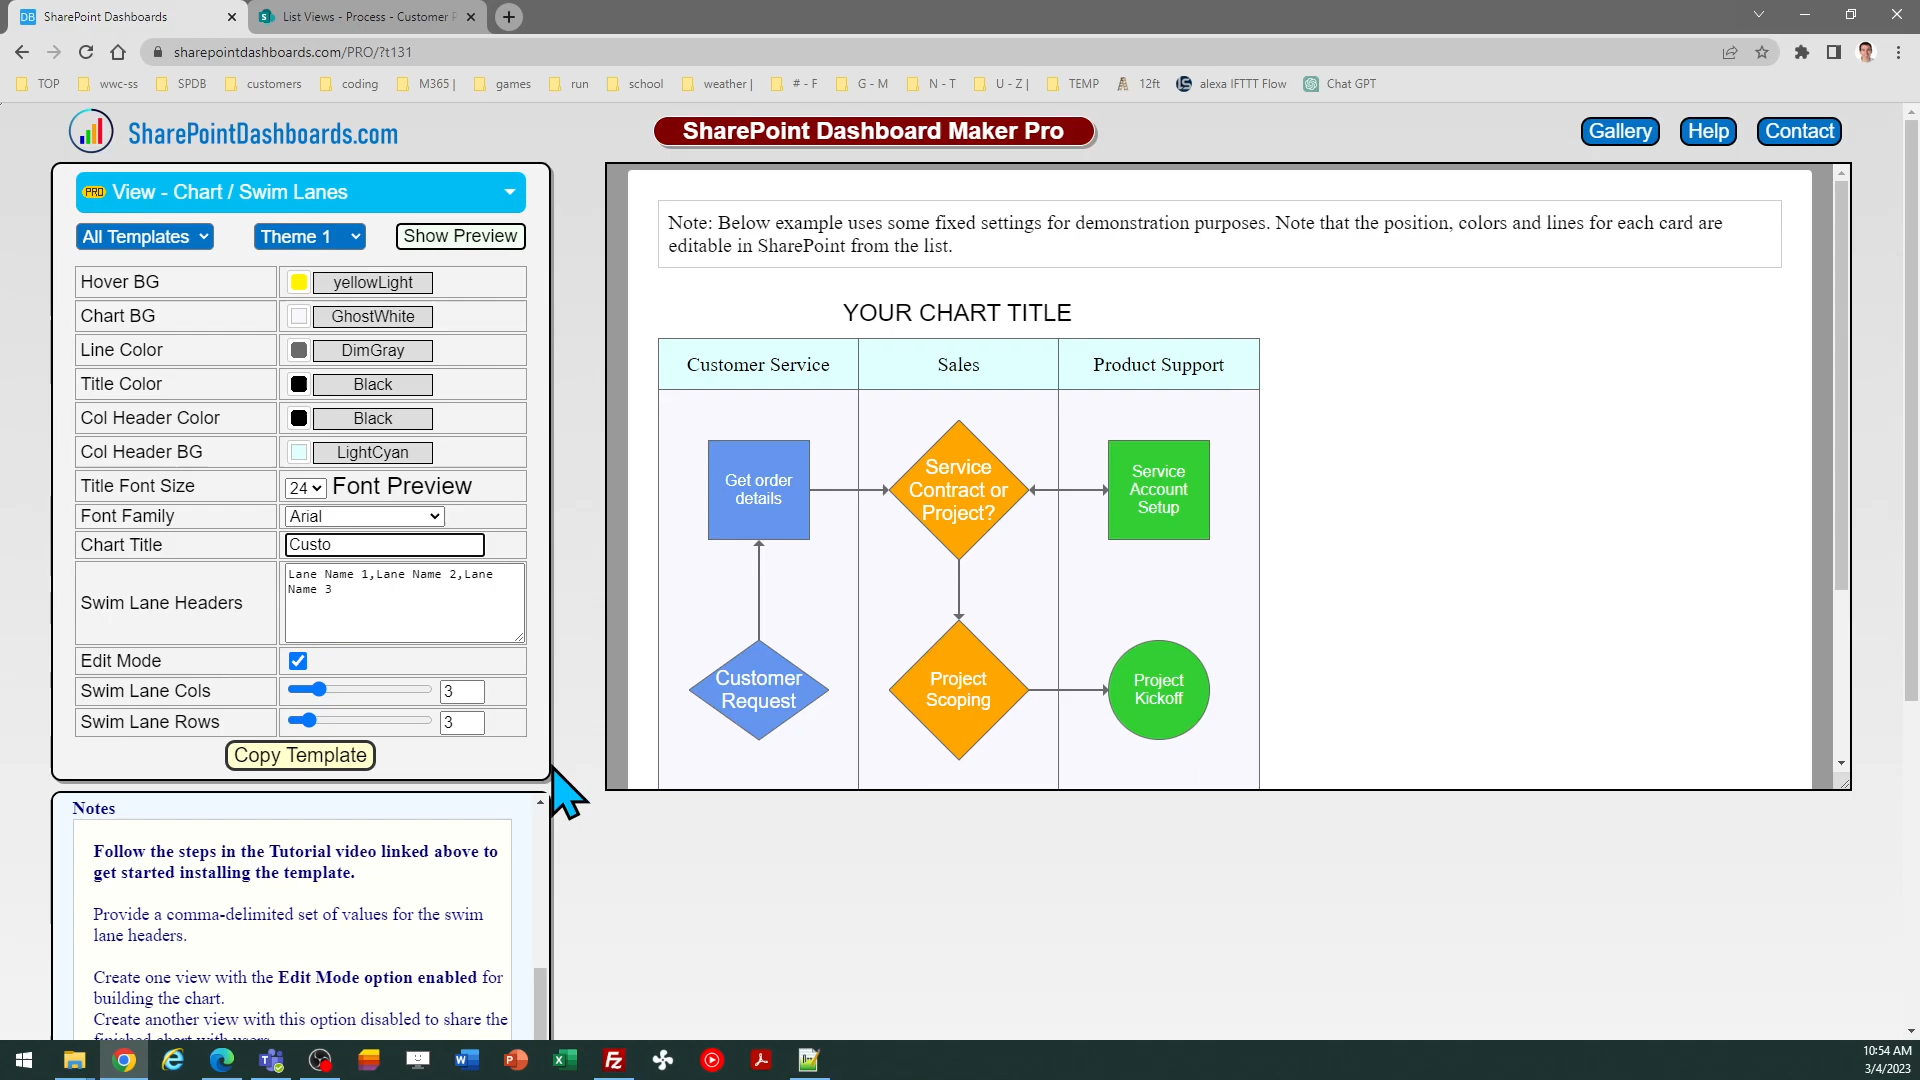 SharePoint Dashboards
List Views - Process - Customer P
sharepointdashboards.com/PRO/?t131
TOP
wwc-ss
SPDB
customers
coding
M365 |
games
run
school
weather |
# - F
G - M
N - T
U - Z |
TEMP
12ft
alexa IFTTT Flow
Chat GPT
SharePointDashboards.com
SharePoint Dashboard Maker Pro
Gallery
Help
Contact
PRO View - Chart / Swim Lanes
All Templates
Theme 1
Show Preview
Hover BG
yellowLight
Chart BG
GhostWhite
Line Color
DimGray
Title Color
Black
Col Header Color
Black
Col Header BG
LightCyan
Title Font Size
24
Font Preview
Font Family
Arial
Chart Title
Custo
Swim Lane Headers
Lane Name 1,Lane Name 2,Lane
Name 3
Edit Mode
Swim Lane Cols
3
Swim Lane Rows
3
Copy Template
Notes
Follow the steps in the Tutorial video linked above to
get started installing the template.
Provide a comma-delimited set of values for the swim
lane headers.
Create one view with the Edit Mode option enabled for
building the chart.
Create another view with this option disabled to share the
finished chart with users.
Note: Below example uses some fixed settings for demonstration purposes. Note that the position, colors and lines for each card are
editable in SharePoint from the list.
YOUR CHART TITLE
Customer Service
Sales
Product Support
Get order
details
Service
Contract or
Project?
Service
Account
Setup
Customer
Request
Project
Scoping
Project
Kickoff
10:54 AM
3/4/2023